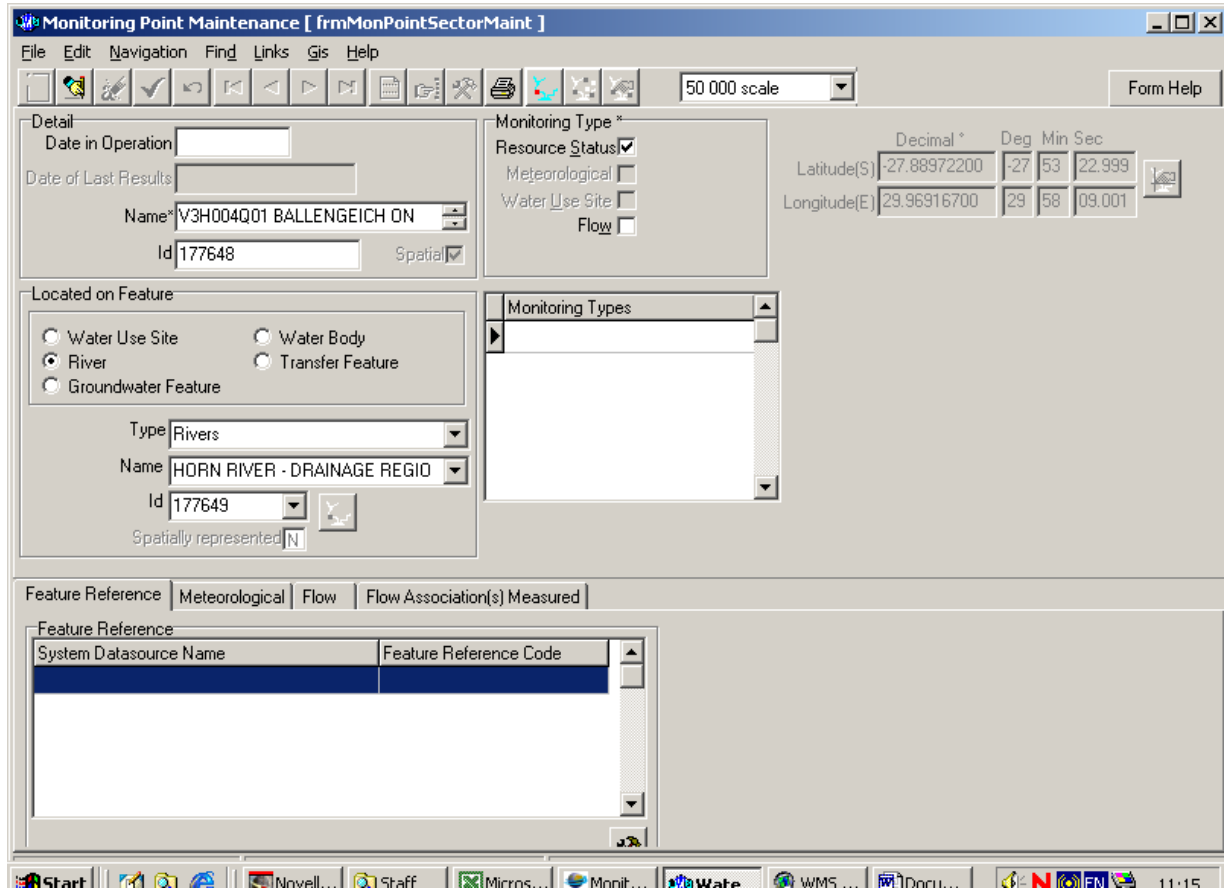 Monitoring Point Maintenance [ frmMonPointSectorMaint ]
File Edit Navigation Find Links Gis Help
50 000 scale
Form Help
Detail
Date in Operation
Date of Last Results
Name* V3H004Q01 BALLENGEICH ON
Id 177648 Spatial
Monitoring Type *
Resource Status
Meteorological
Water Use Site
Flow
Decimal * Deg Min Sec
Latitude(S) -27.88972200 -27 53 22.999
Longitude(E) 29.96916700 29 58 09.001
Located on Feature
Water Use Site Water Body
River Transfer Feature
Groundwater Feature
Type Rivers
Name HORN RIVER - DRAINAGE REGIO
Id 177649
Spatially represented N
Monitoring Types
Feature Reference Meteorological Flow Flow Association(s) Measured
Feature Reference
System Datasource Name Feature Reference Code
Start Novell... Staff Micros... Monit... Wate WMS ... Docu... N EN 11:15